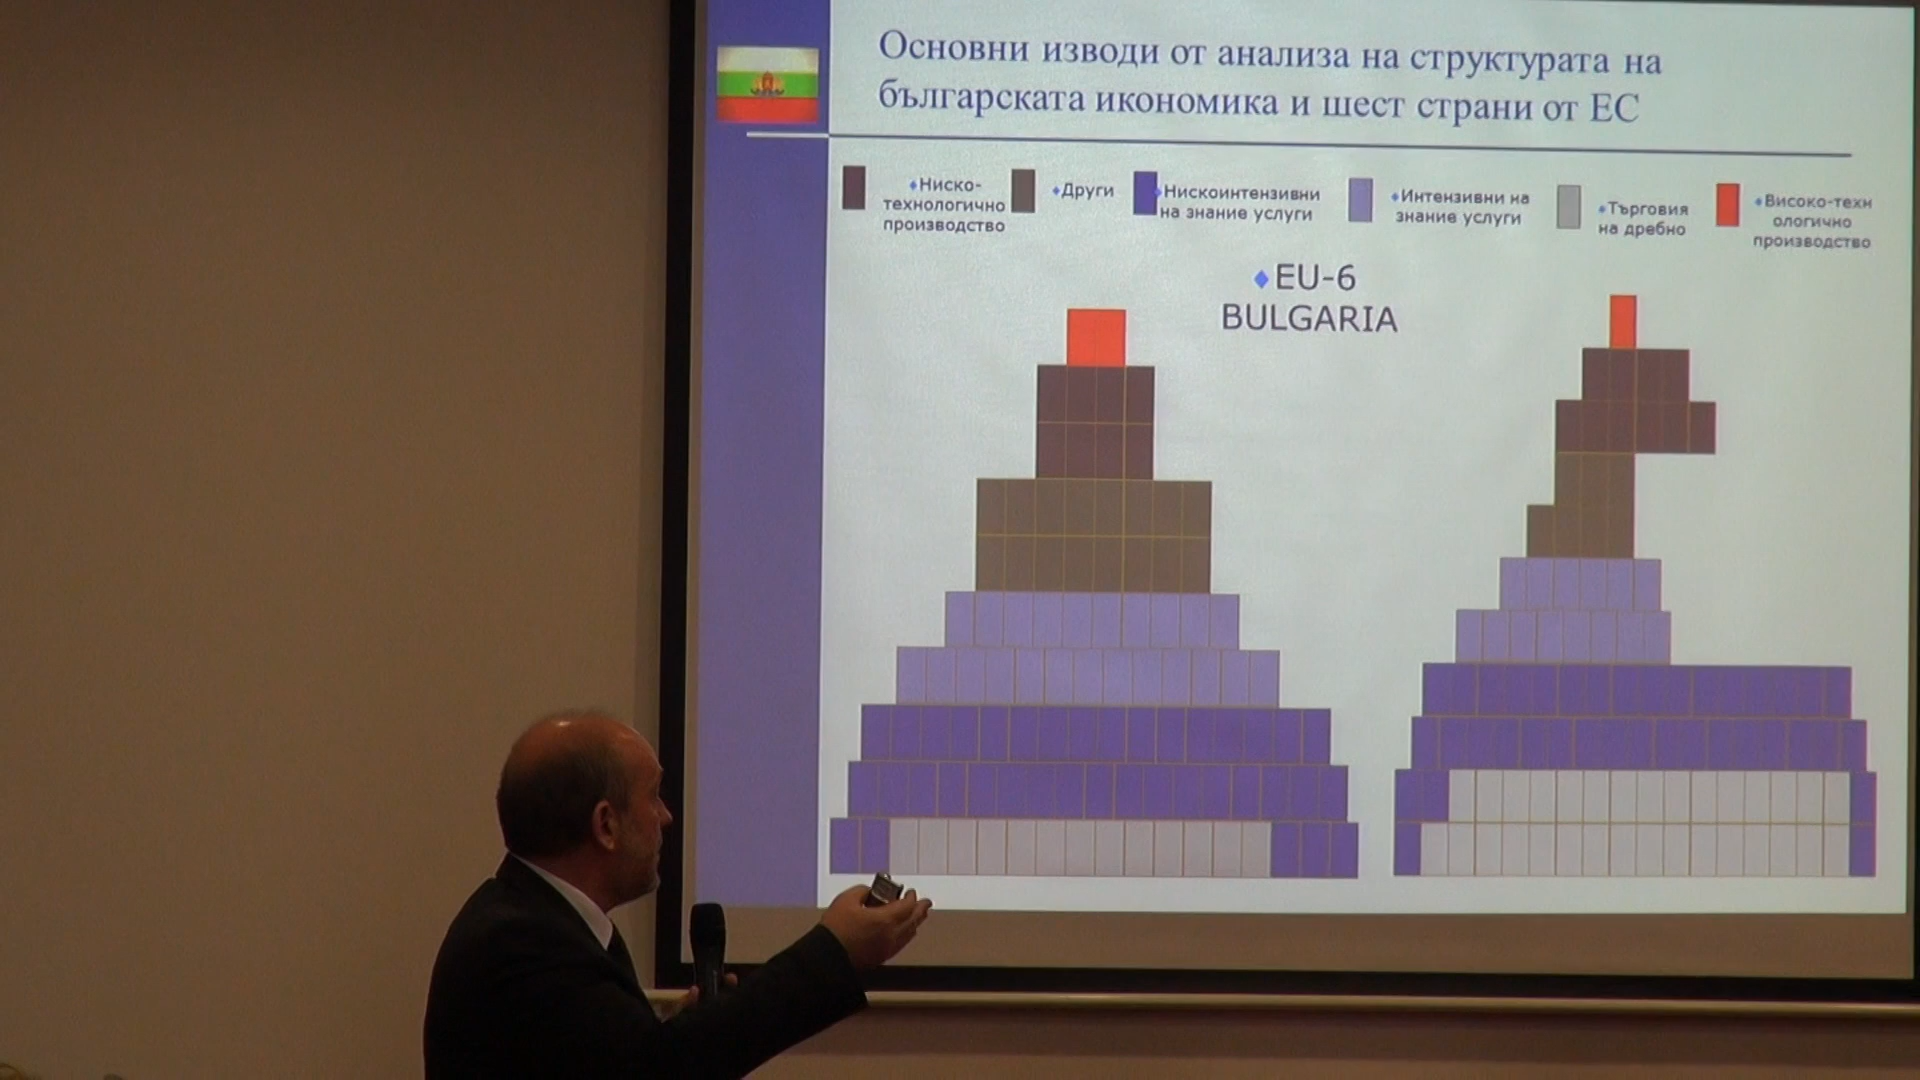 Основни изводи от анализа на структурата на
българската икономика и шест страни от ЕС
Ниско-
технологично
производство
Други
Нискоинтензивни
на знание услуги
Интензивни на
знание услуги
Търговия
на дребно
Високо-техн
ологично
производство
EU-6
BULGARIA